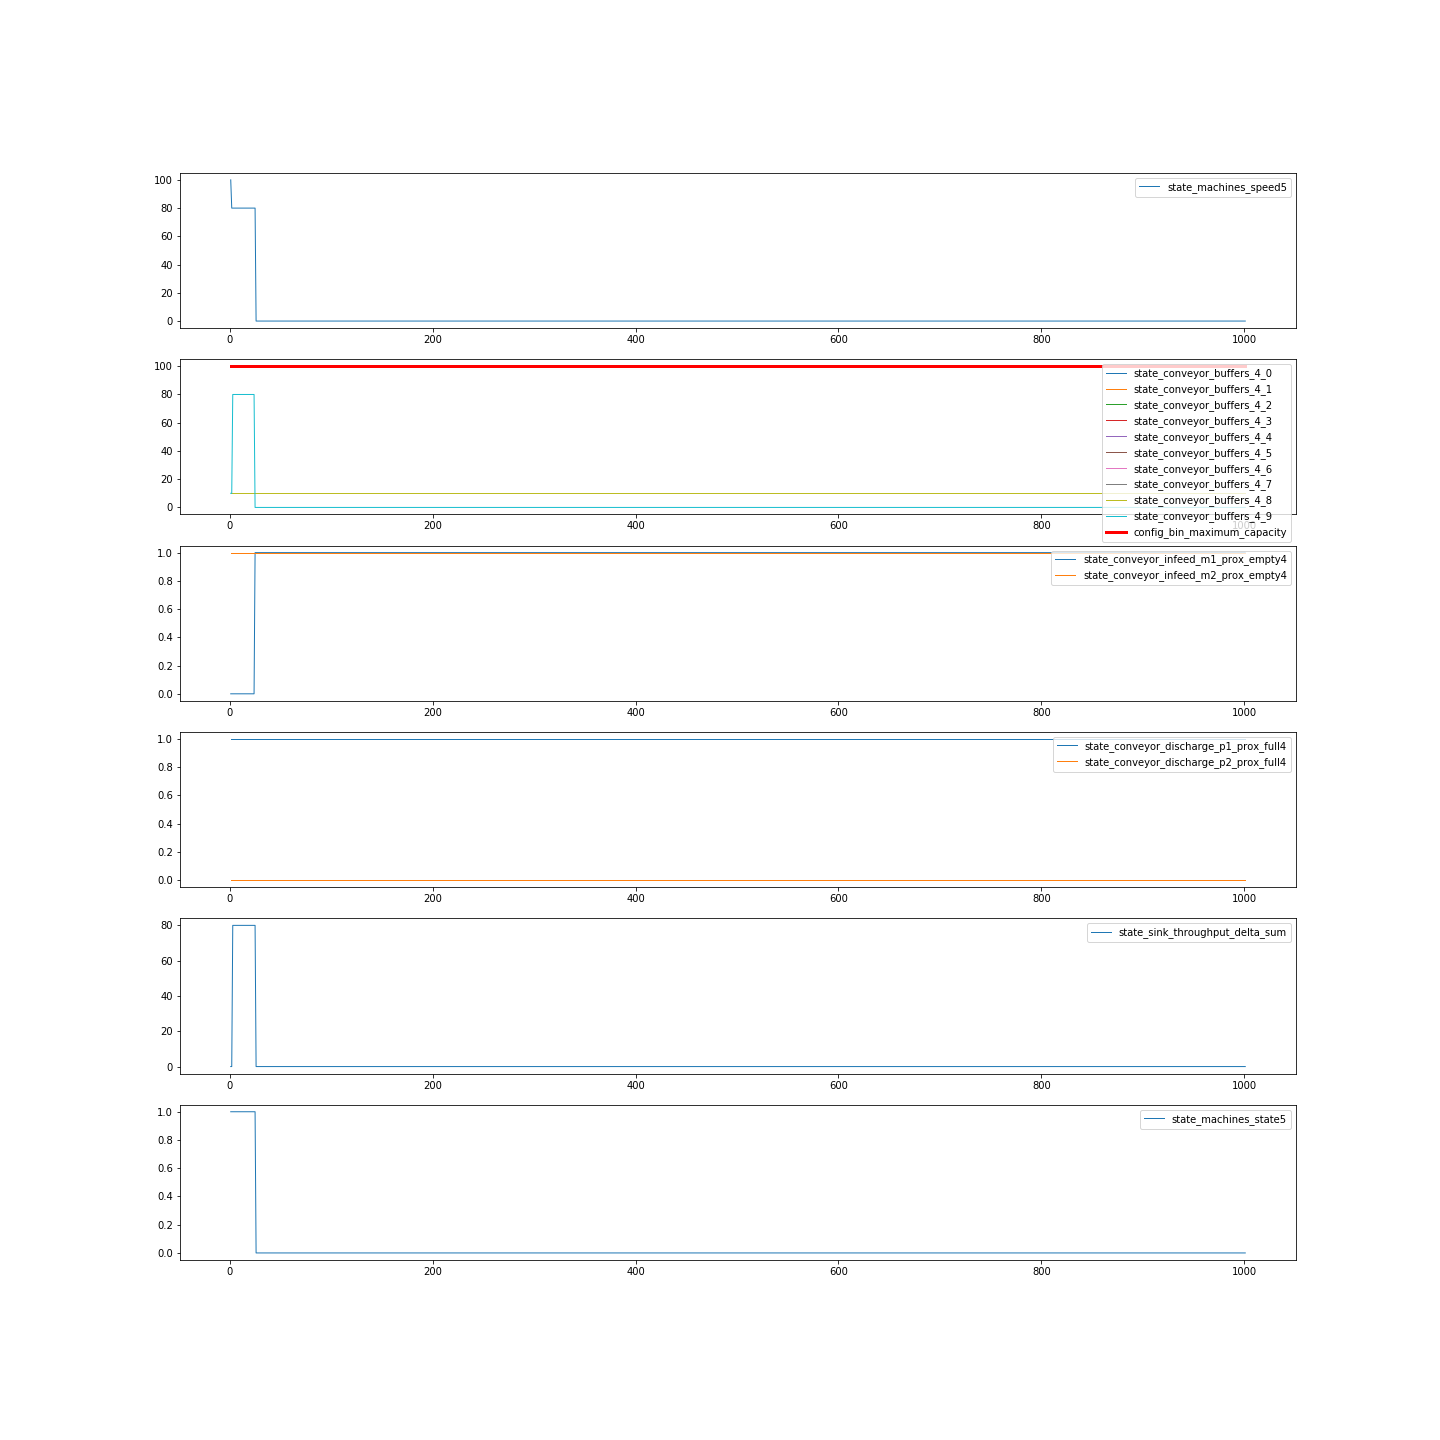 100
80
60
40
20
0
0 200 400 600 800 1000
state_machines_speed5
100
80
60
40
20
0
0 200 400 600 800 1000
state_conveyor_buffers_4_0
state_conveyor_buffers_4_1
state_conveyor_buffers_4_2
state_conveyor_buffers_4_3
state_conveyor_buffers_4_4
state_conveyor_buffers_4_5
state_conveyor_buffers_4_6
state_conveyor_buffers_4_7
state_conveyor_buffers_4_8
state_conveyor_buffers_4_9
config_bin_maximum_capacity
1.0
0.8
0.6
0.4
0.2
0.0
0 200 400 600 800 1000
state_conveyor_infeed_m1_prox_empty4
state_conveyor_infeed_m2_prox_empty4
1.0
0.8
0.6
0.4
0.2
0.0
0 200 400 600 800 1000
state_conveyor_discharge_p1_prox_full4
state_conveyor_discharge_p2_prox_full4
80
60
40
20
0
0 200 400 600 800 1000
state_sink_throughput_delta_sum
1.0
0.8
0.6
0.4
0.2
0.0
0 200 400 600 800 1000
state_machines_state5